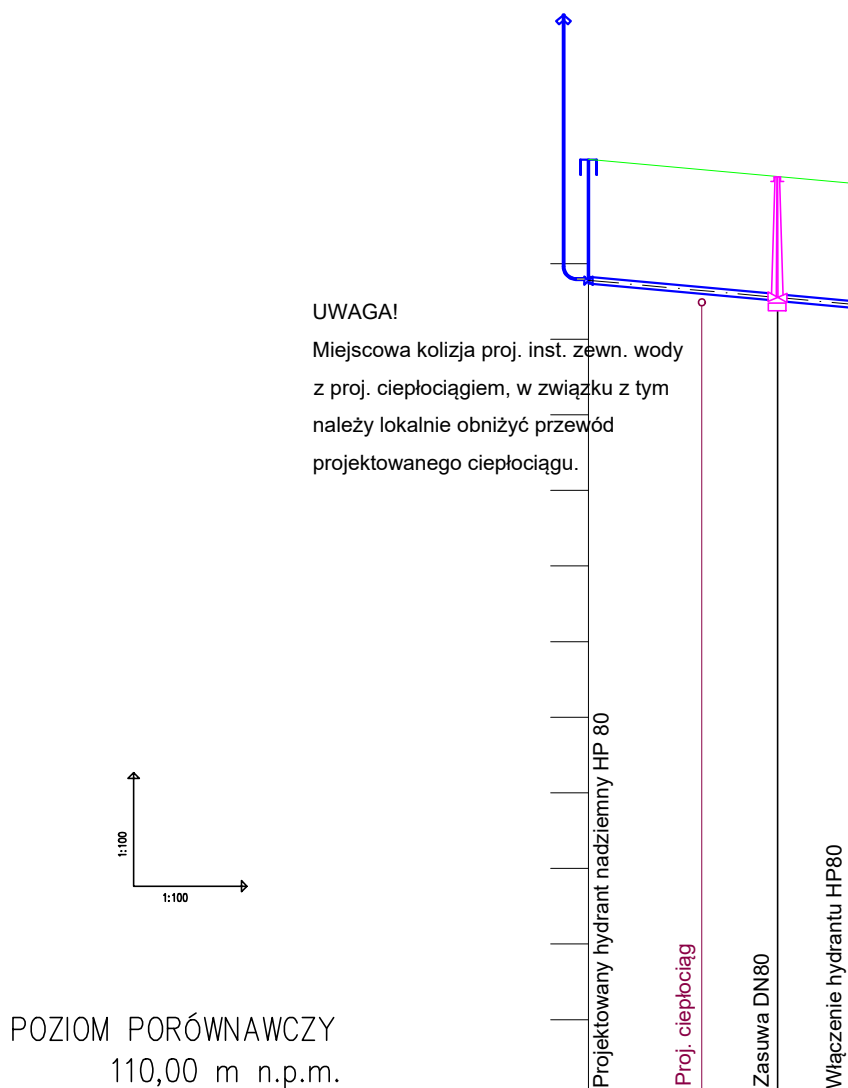 UWAGA!
Miejscowa kolizja proj. inst. zewn. wody
z proj. ciepłociągiem, w związku z tym
należy lokalnie obniżyć przewód
projektowanego ciepłociągu.
Projektowany hydrant nadziemny HP 80
Proj. ciepłociąg
Zasuwa DN80
Włączenie hydrantu HP80
1:100
1:100
POZIOM PORÓWNAWCZY
110,00 m n.p.m.